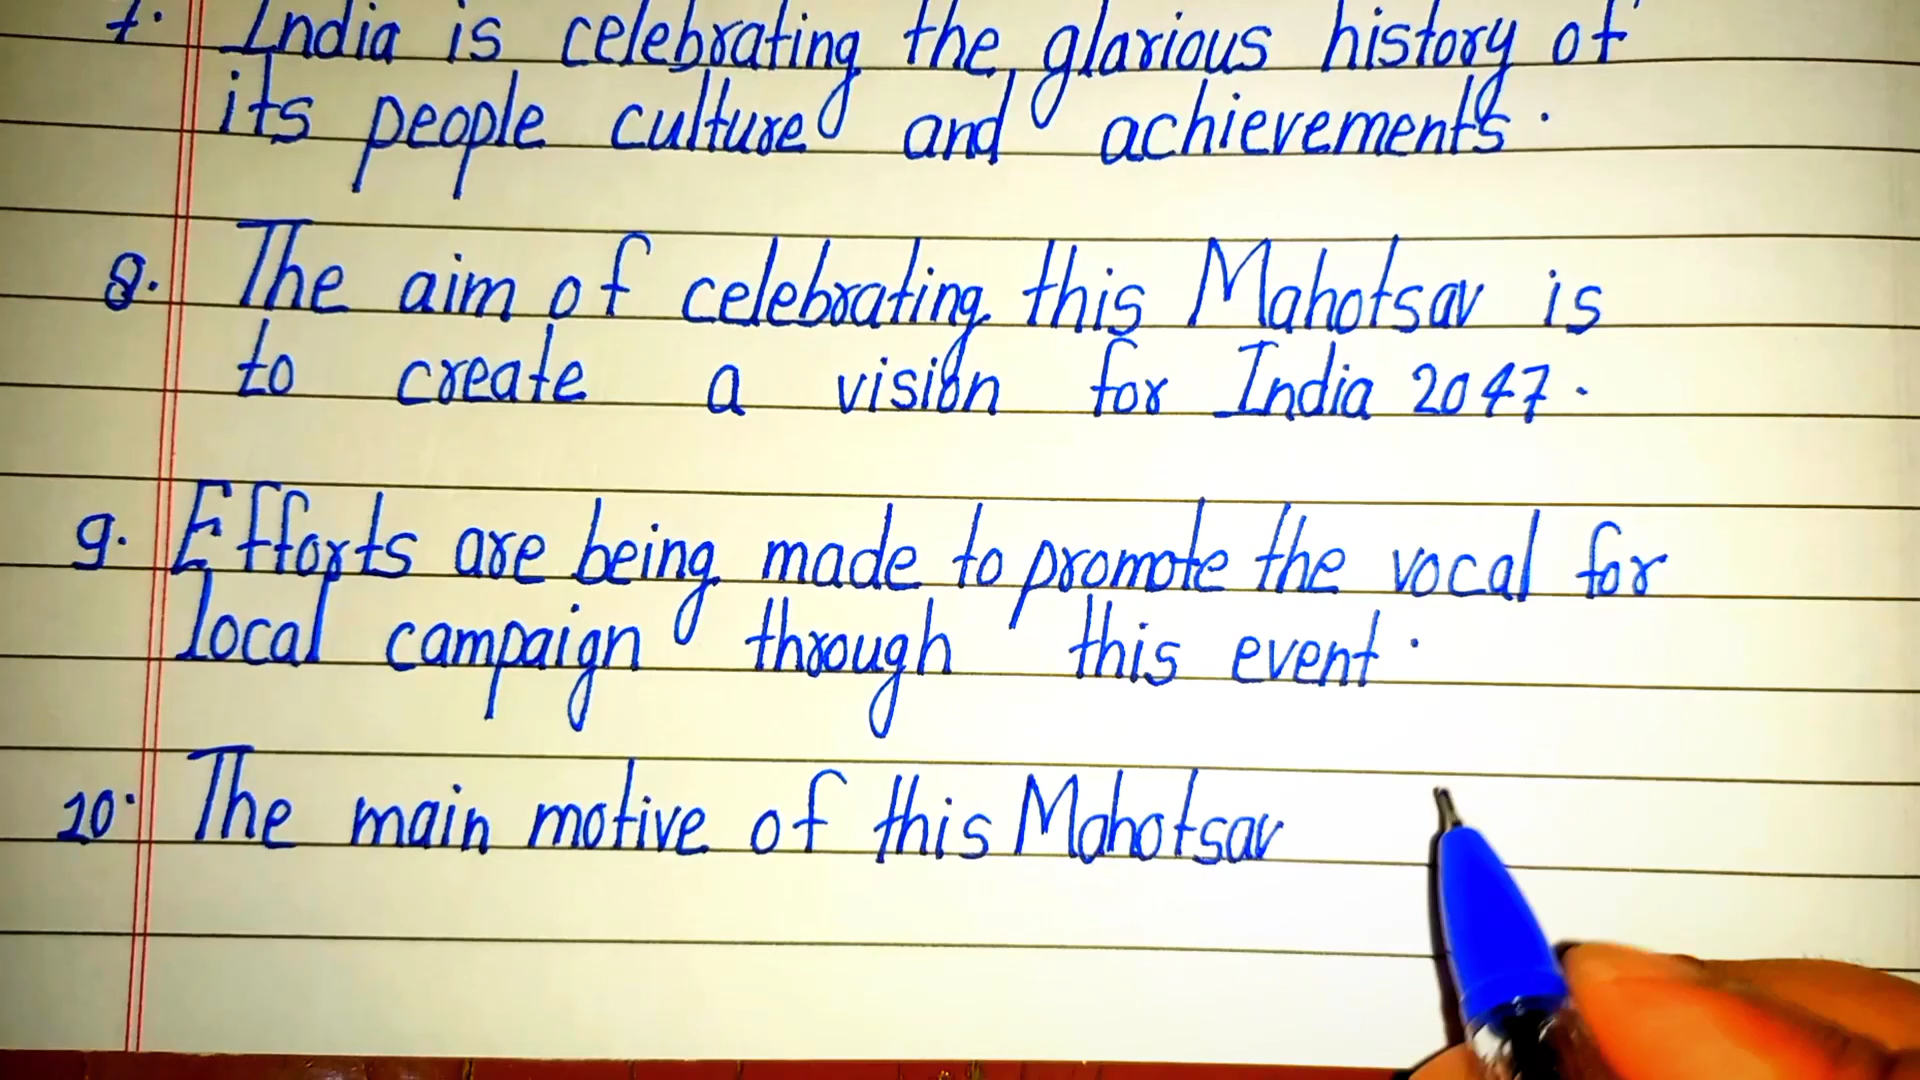 7. India is celebrating the glorious history of
its people culture and achievements.
8. The aim of celebrating this Mahotsav is
to create a vision for India 2047.
9. Efforts are being made to promote the vocal for
local campaign through this event.
10. The main motive of this Mahotsav